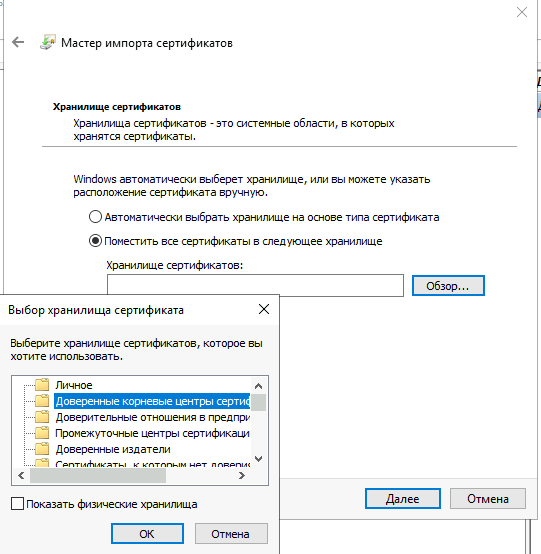 Мастер импорта сертификатов
Хранилище сертификатов
Хранилища сертификатов - это системные области, в которых
хранятся сертификаты.
Windows автоматически выберет хранилище, или вы можете указать
расположение сертификата вручную.
Автоматически выбрать хранилище на основе типа сертификата
Поместить все сертификаты в следующее хранилище
Хранилище сертификатов:
Обзор...
Выбор хранилища сертификата
Выберите хранилище сертификатов, которое вы
хотите использовать.
Личное
Доверенные корневые центры сертиф
Доверительные отношения в предпри
Промежуточные центры сертификаци
Доверенные издатели
Сертификаты, к которым нет доверия
Показать физические хранилища
ОК
Отмена
Далее
Отмена